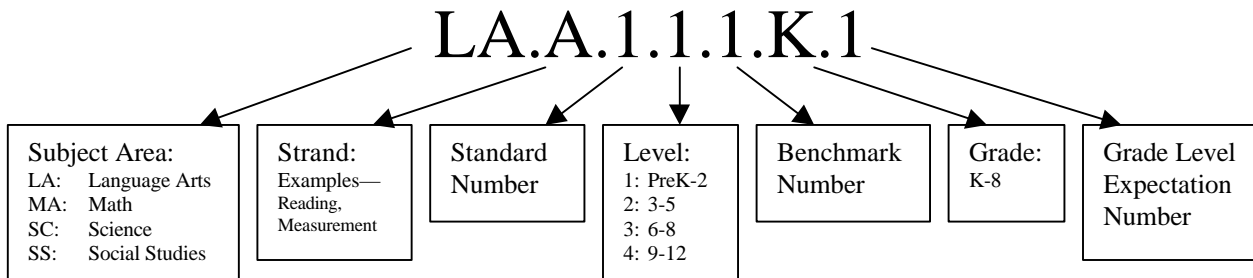 LA.A.1.1.1.K.1
Subject Area:
LA: Language Arts
MA: Math
SC: Science
SS: Social Studies
Strand:
Examples—
Reading,
Measurement
Standard
Number
Level:
1: PreK-2
2: 3-5
3: 6-8
4: 9-12
Benchmark
Number
Grade:
K-8
Grade Level
Expectation
Number